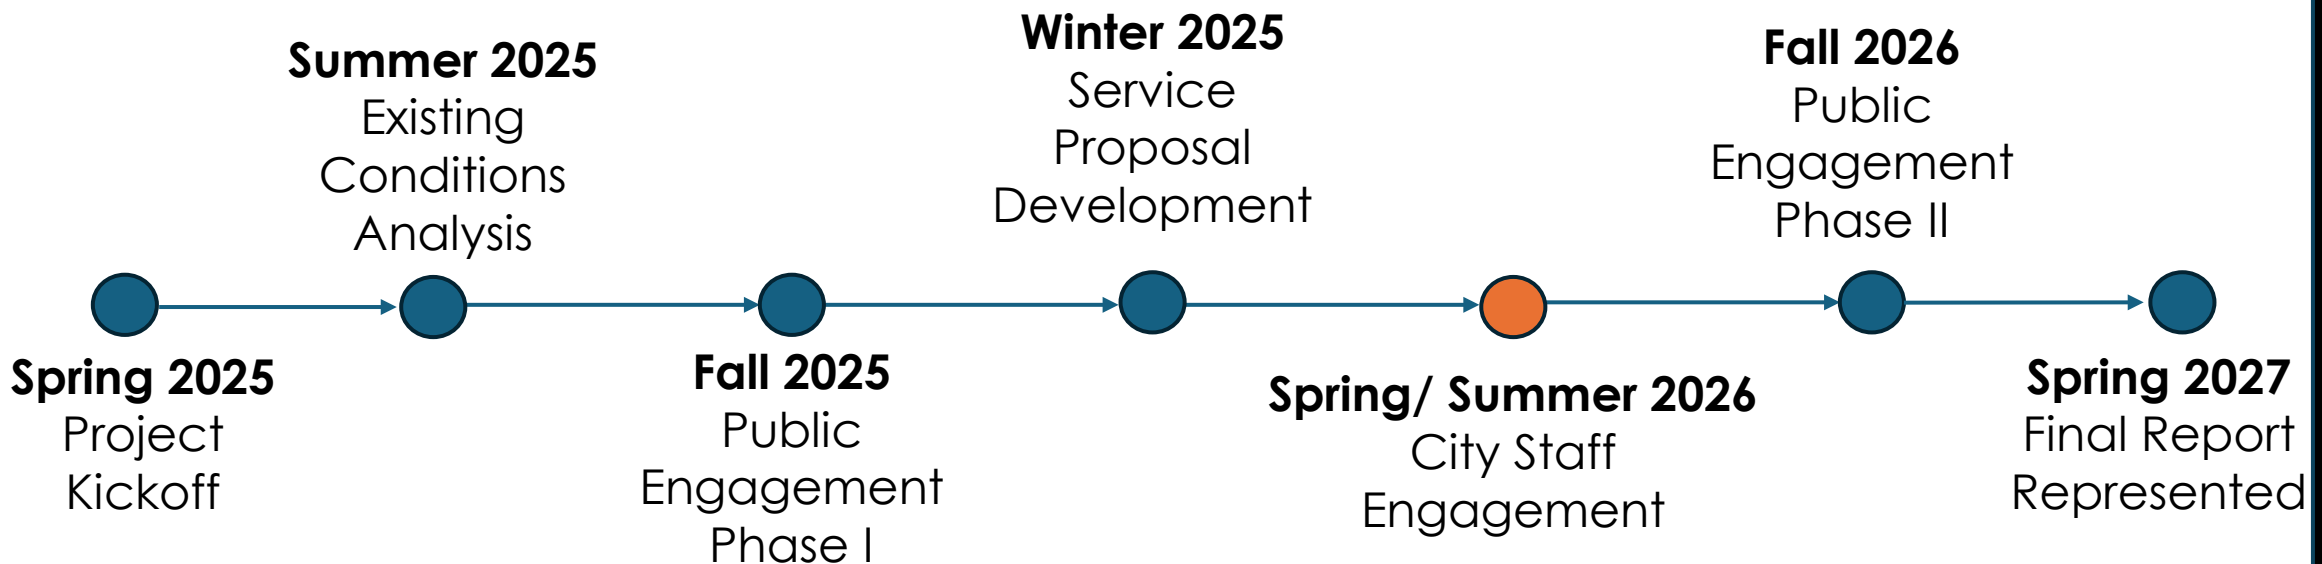 Spring 2025
Project
Kickoff
Summer 2025
Existing
Conditions
Analysis
Fall 2025
Public
Engagement
Phase I
Winter 2025
Service
Proposal
Development
Spring/ Summer 2026
City Staff
Engagement
Fall 2026
Public
Engagement
Phase II
Spring 2027
Final Report
Represented